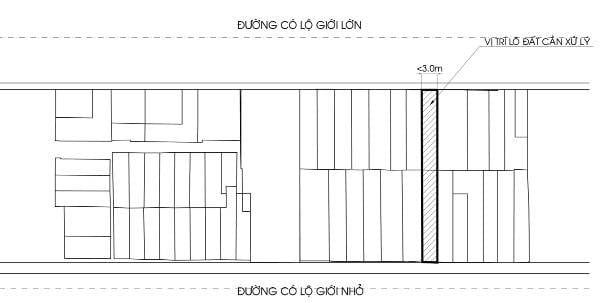 ĐƯỜNG CÓ LỘ GIỚI LỚN
VỊ TRÍ LÔ ĐẤT CẦN XỬ LÝ
<3.0m
ĐƯỜNG CÓ LỘ GIỚI NHỎ